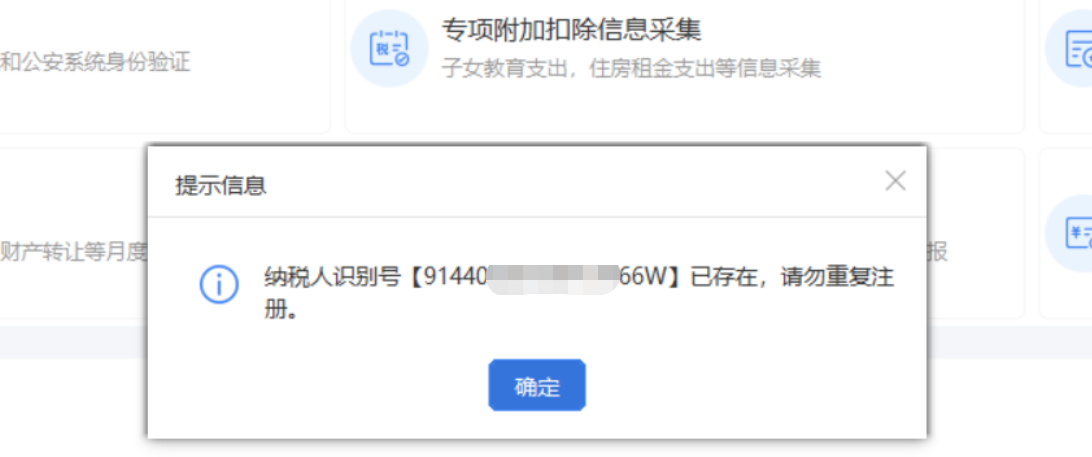 专项附加扣除信息采集
和公安系统身份验证
子女教育支出，住房租金支出等信息采集
税
提示信息
财产转让等月度
报
纳税人识别号【91440 66W】已存在，请勿重复注
册。
确定